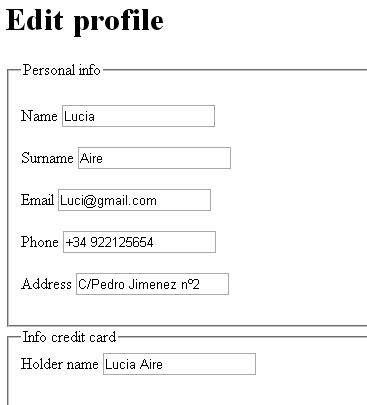 Edit profile
Personal info
Name Lucia
Surname Aire
Email Luci@gmail.com
Phone +34 922125654
Address C/Pedro Jimenez nº2
Info credit card
Holder name Lucia Aire